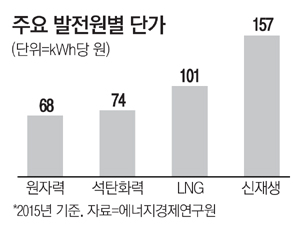 주요 발전원별 단가
(단위=kWh당 원)
157
101
74
68
원자력 석탄화력 LNG 신재생
*2015년 기준. 자료=에너지경제연구원